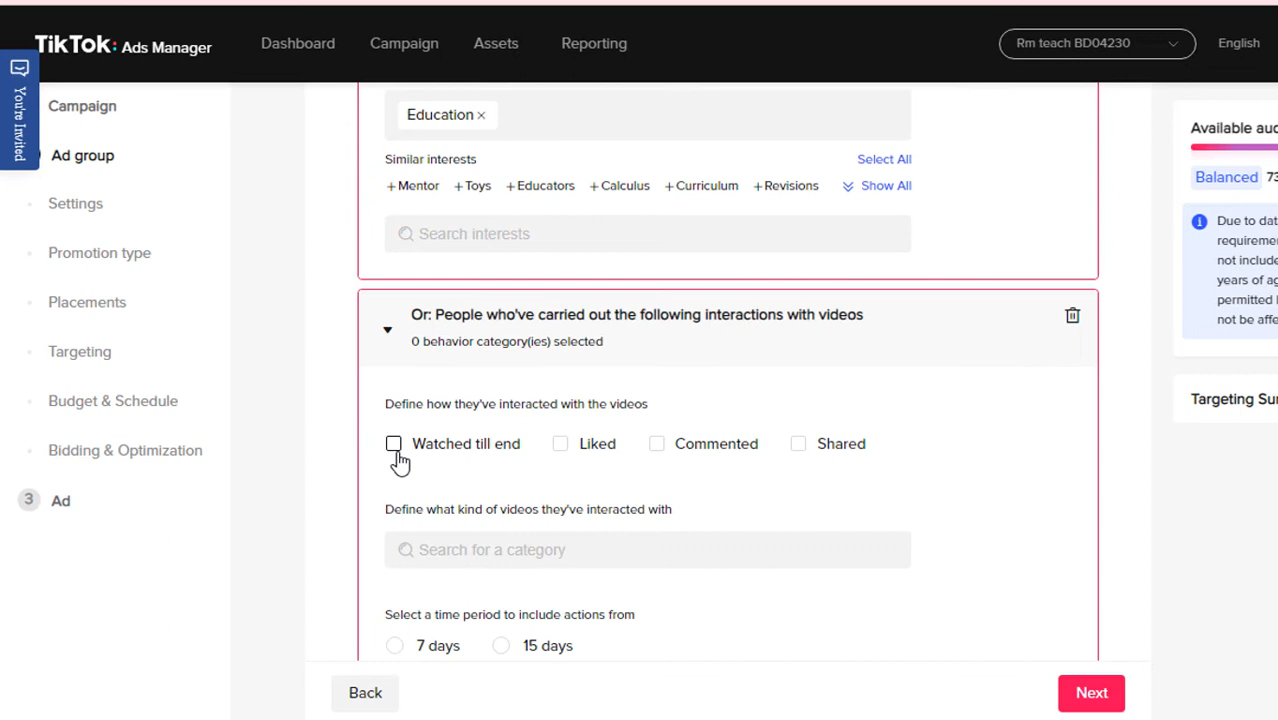 TikTok: Ads Manager
Dashboard
Campaign
Assets
Reporting
Rm teach BD04230
English
You're Invited
Campaign
Ad group
Settings
Promotion type
Placements
Targeting
Budget & Schedule
Bidding & Optimization
3 Ad
Education ×
Similar interests
Select All
+Mentor +Toys +Educators +Calculus +Curriculum +Revisions Show All
Search interests
Or: People who've carried out the following interactions with videos
0 behavior category(ies) selected
Define how they've interacted with the videos
Watched till end Liked Commented Shared
Define what kind of videos they've interacted with
Search for a category
Select a time period to include actions from
7 days 15 days
Back
Next
Available aud
Balanced 73
Due to dat
requiremen
not include
years of ag
permitted
not be affe
Targeting Su